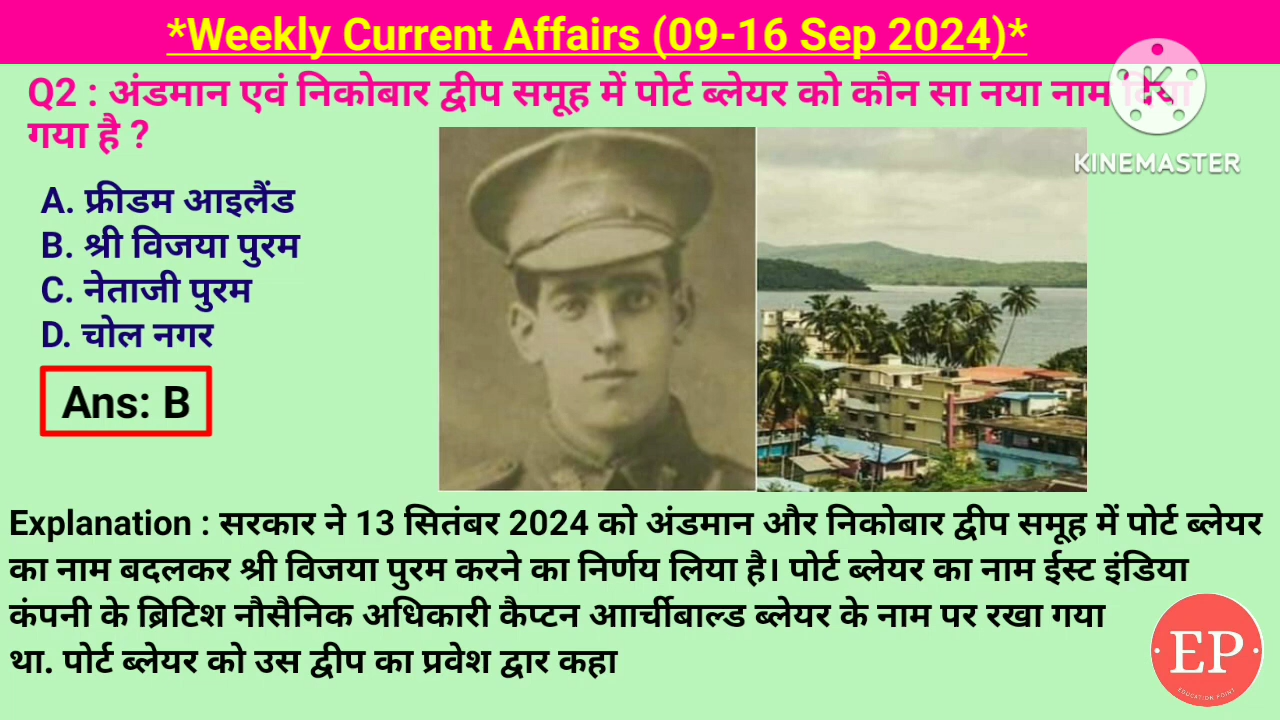 *Weekly Current Affairs (09-16 Sep 2024)*
Q2 : अंडमान एवं निकोबार द्वीप समूह में पोर्ट ब्लेयर को कौन सा नया नाम दिया
गया है ?
K
KINEMASTER
A. फ्रीडम आइलैंड
B. श्री विजया पुरम
C. नेताजी पुरम
D. चोल नगर
Ans: B
Explanation : सरकार ने 13 सितंबर 2024 को अंडमान और निकोबार द्वीप समूह में पोर्ट ब्लेयर
का नाम बदलकर श्री विजया पुरम करने का निर्णय लिया है। पोर्ट ब्लेयर का नाम ईस्ट इंडिया
कंपनी के ब्रिटिश नौसैनिक अधिकारी कैप्टन आार्चीबाल्ड ब्लेयर के नाम पर रखा गया
था. पोर्ट ब्लेयर को उस द्वीप का प्रवेश द्वार कहा
EP
EDUCATION POINT